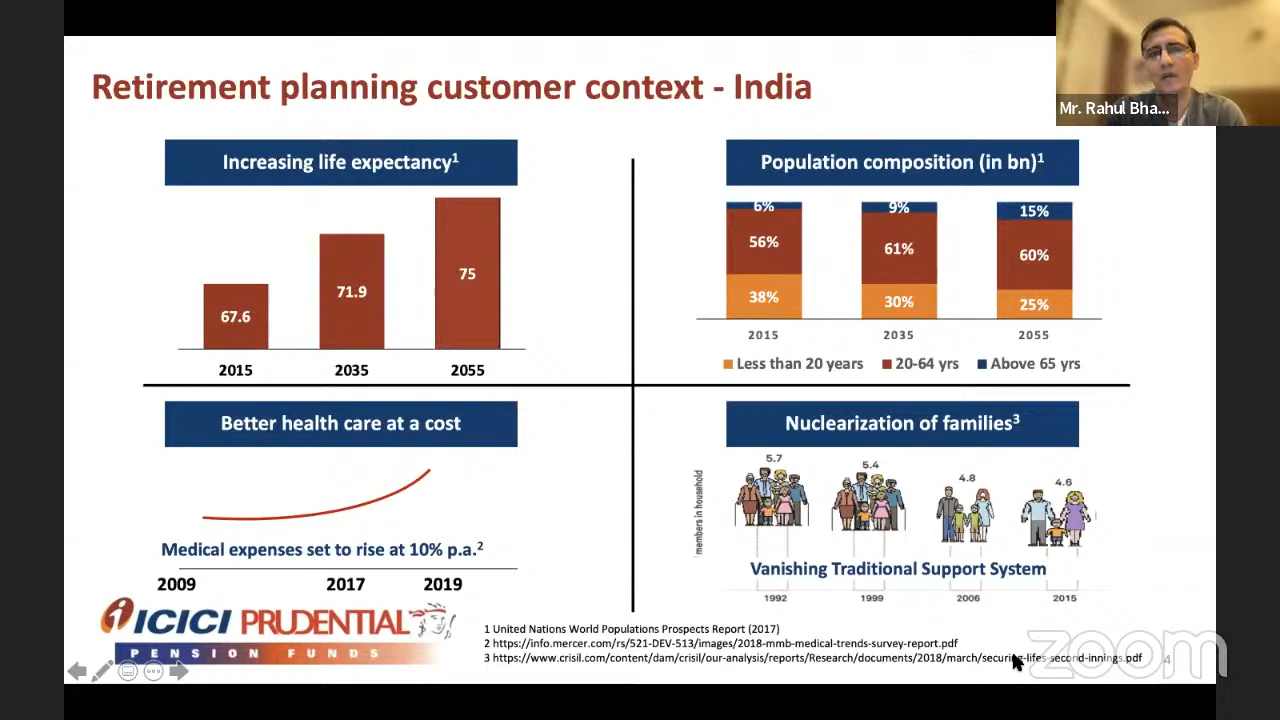 Retirement planning customer context - India
Mr. Rahul Bha...
Increasing life expectancy1
67.6
71.9
75
2015 2035 2055
Population composition (in bn)1
6% 9% 15%
56% 61% 60%
38% 30% 25%
2015 2035 2055
Less than 20 years 20-64 yrs Above 65 yrs
Better health care at a cost
Medical expenses set to rise at 10% p.a.2
2009 2017 2019
Nuclearization of families3
members in household
5.7 5.4 4.8 4.6
Vanishing Traditional Support System
1992 1999 2006 2015
ICICI PRUDENTIAL
PENSION FUNDS
1 United Nations World Populations Prospects Report (2017)
2 https://info.mercer.com/rs/521-DEV-513/images/2018-mmb-medical-trends-survey-report.pdf
3 https://www.crisil.com/content/dam/crisil/our-analysis/reports/Research/documents/2018/march/securing-lifes-second-innings.pdf
zoom
4